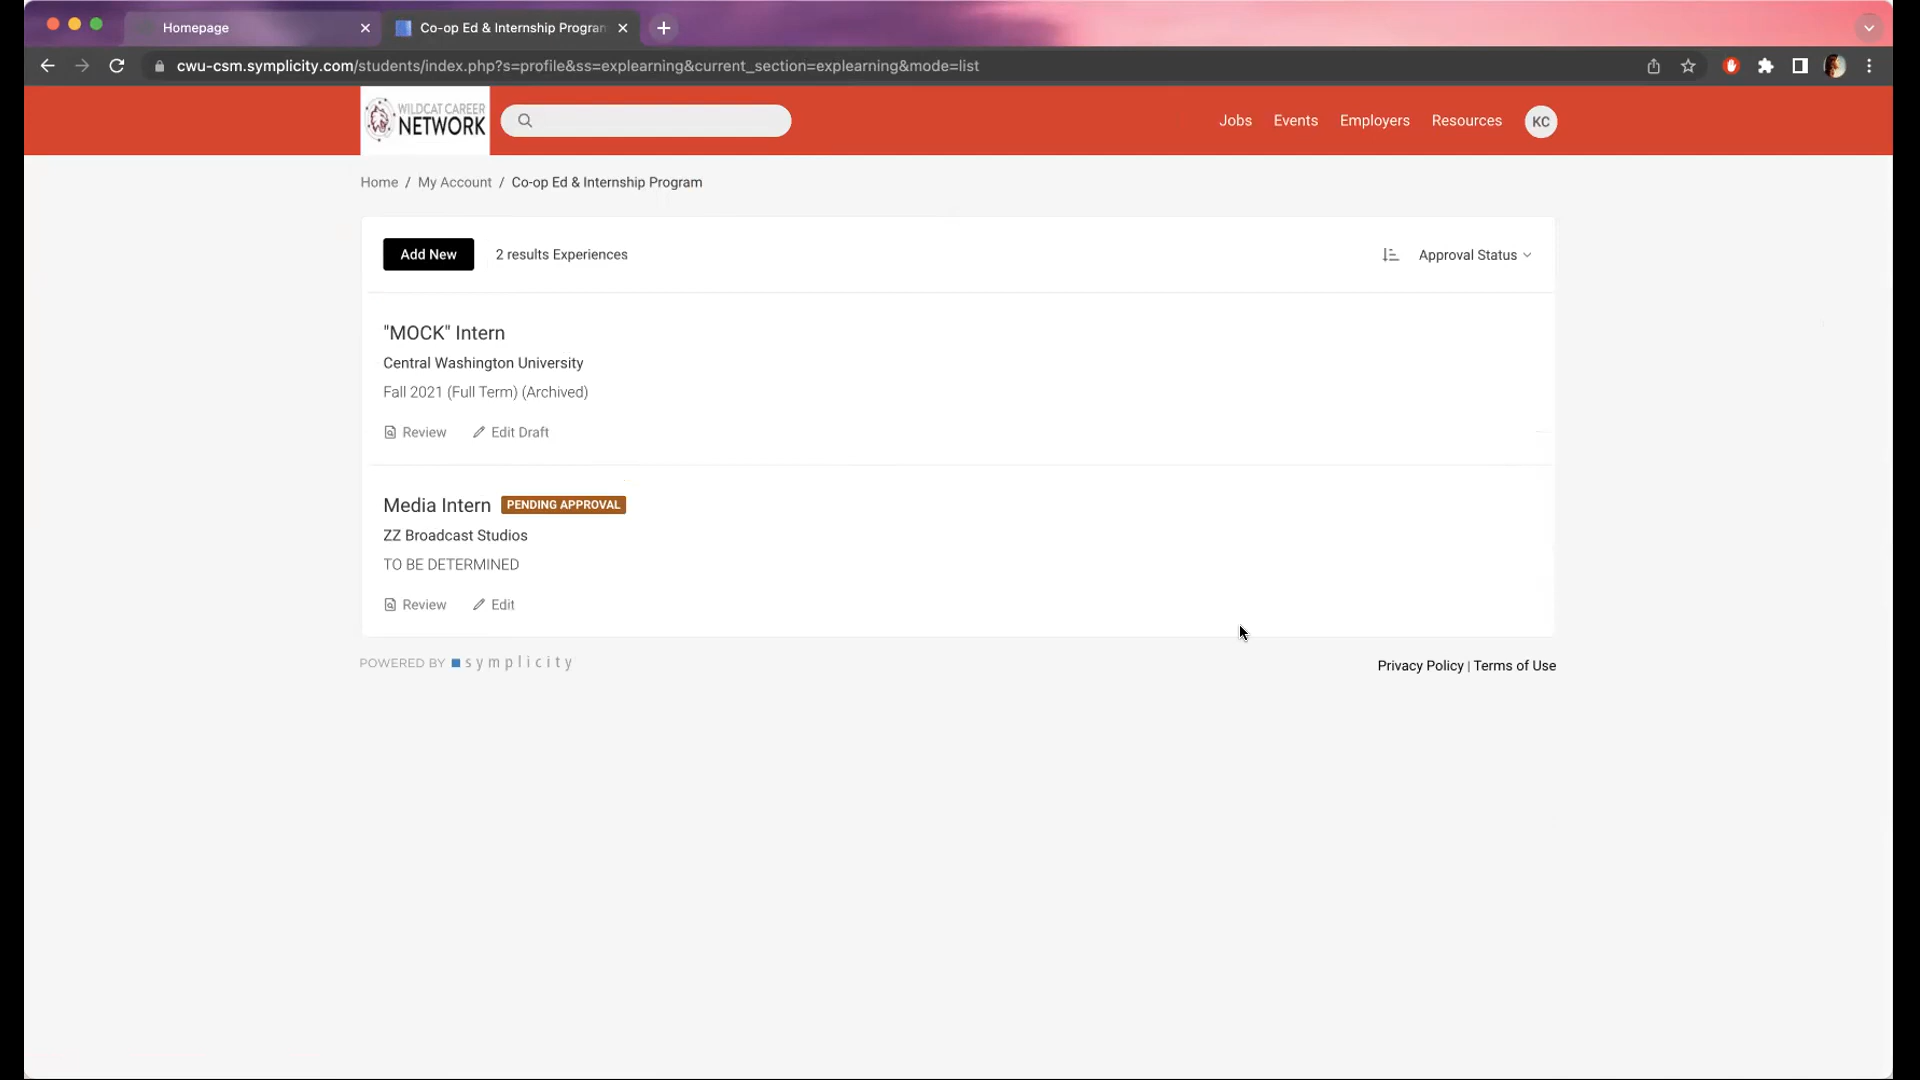 Homepage
Co-op Ed & Internship Progra
cwu-csm.symplicity.com/students/index.php?s=profile&ss=explearning&current_section=explearning&mode=list
WILDCAT CAREER
NETWORK
Jobs
Events
Employers
Resources
KC
Home / My Account / Co-op Ed & Internship Program
Add New
2 results Experiences
Approval Status
"MOCK" Intern
Central Washington University
Fall 2021 (Full Term) (Archived)
Review
Edit Draft
Media Intern
PENDING APPROVAL
ZZ Broadcast Studios
TO BE DETERMINED
Review
Edit
POWERED BY symplicity
Privacy Policy | Terms of Use